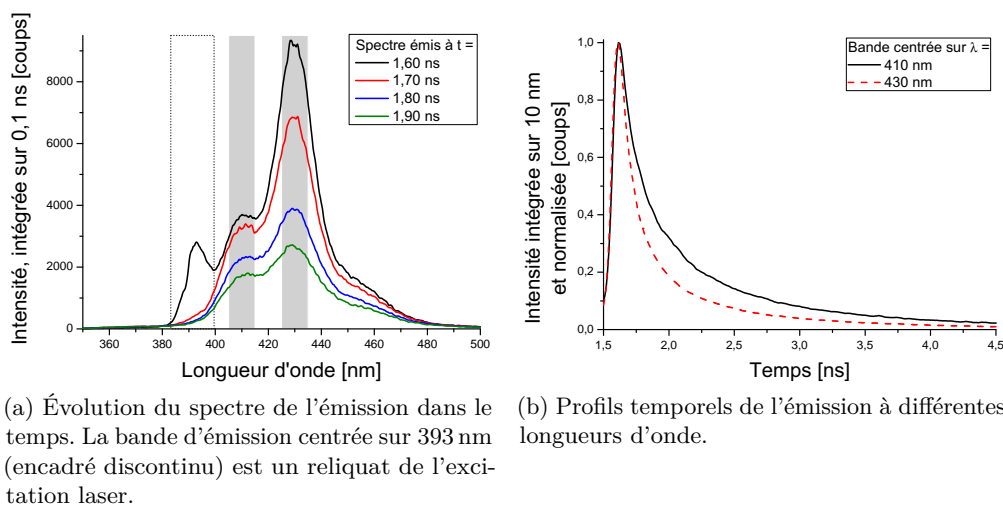 Intensité, intégrée sur 0,1 ns [coups]
8000
6000
4000
2000
0
350
400
420
440
460
480
500
Longueur d'onde [nm]
Spectre émis à t =
1,60 ns
1,70 ns
1,80 ns
1,90 ns
Intensité intégrée sur 10 nm
et normalisée [coups]
1,0
0,8
0,6
0,4
0,2
0,0
1,5
2,0
2,5
3,0
3,5
4,0
4,5
Temps [ns]
Bande centrée sur λ =
410 nm
430 nm
(a) Évolution du spectre de l'émission dans le
temps. La bande d'émission centrée sur 393 nm
(encadré discontinu) est un reliquat de l'exci-
tation laser.
(b) Profils temporels de l'émission à différentes
longueurs d'onde.